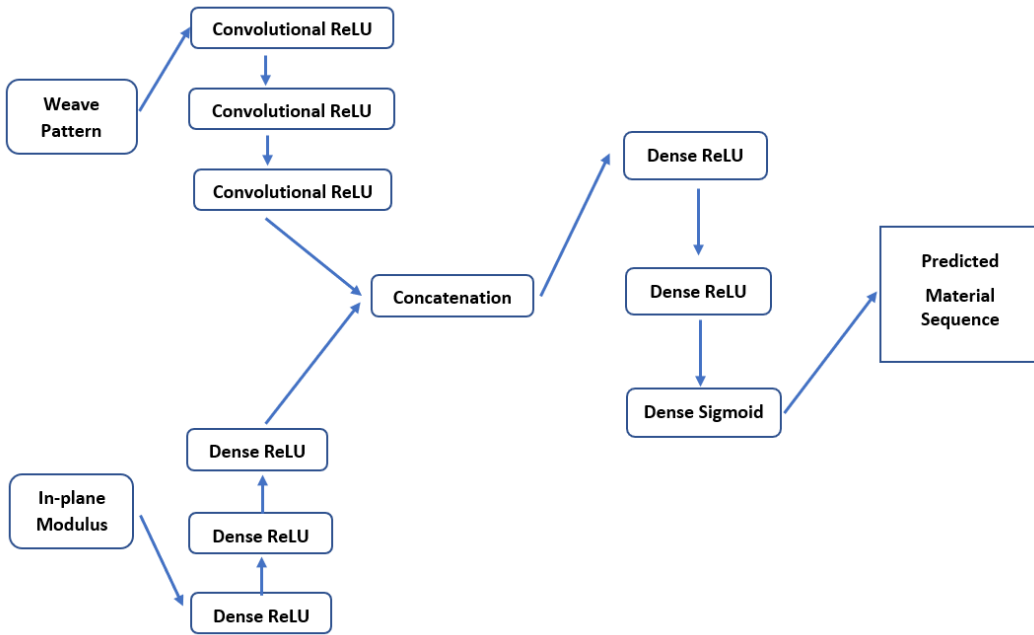 Convolutional ReLU
Weave
Pattern
Convolutional ReLU
Convolutional ReLU
Dense ReLU
Concatenation
Dense ReLU
Predicted
Material
Sequence
Dense Sigmoid
Dense ReLU
In-plane
Modulus
Dense ReLU
Dense ReLU